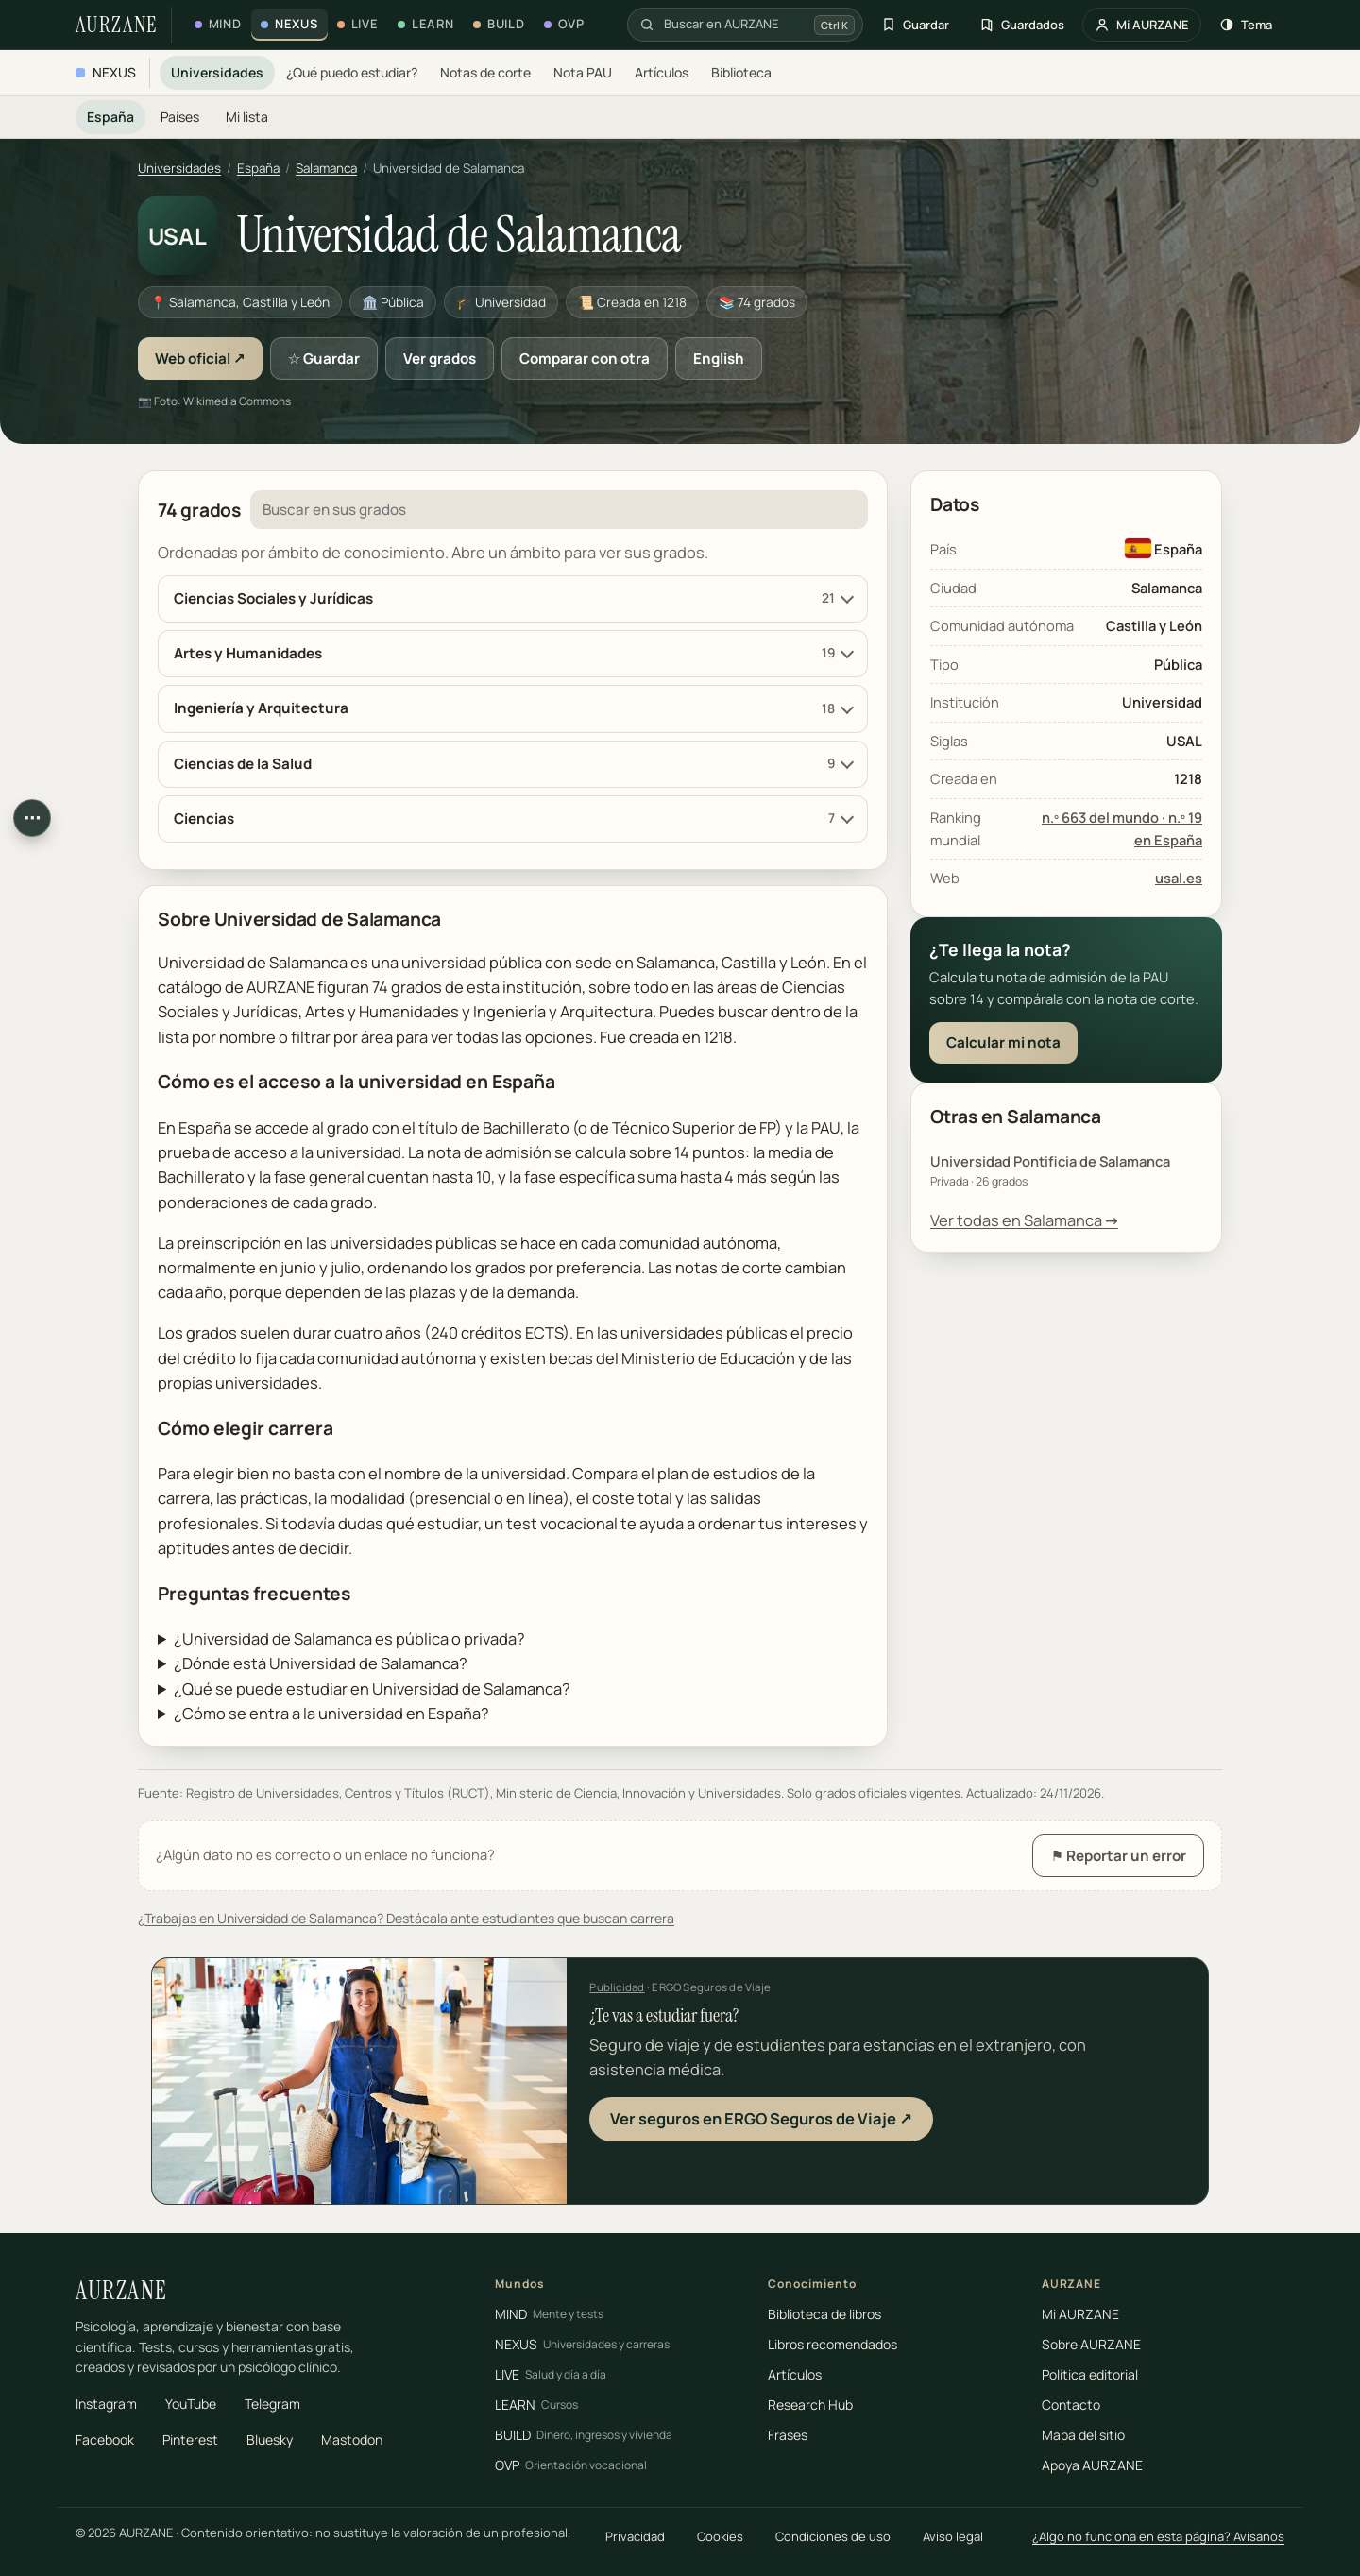 AURZANE
MIND
NEXUS
LIVE
LEARN
BUILD
OVP
Buscar en AURZANE
Ctrl K
Guardar
Guardados
Mi AURZANE
Tema
NEXUS
Universidades
¿Qué puedo estudiar?
Notas de corte
Nota PAU
Artículos
Biblioteca
España
Países
Mi lista
Universidades / España / Salamanca / Universidad de Salamanca
USAL
Universidad de Salamanca
📍 Salamanca, Castilla y León
🏛️ Pública
🎓 Universidad
📜 Creada en 1218
📚 74 grados
Web oficial ↗
☆ Guardar
Ver grados
Comparar con otra
English
📷 Foto: Wikimedia Commons
74 grados
Buscar en sus grados
Ordenadas por ámbito de conocimiento. Abre un ámbito para ver sus grados.
Ciencias Sociales y Jurídicas 21
Artes y Humanidades 19
Ingeniería y Arquitectura 18
Ciencias de la Salud 9
Ciencias 7
Datos
País España
Ciudad Salamanca
Comunidad autónoma Castilla y León
Tipo Pública
Institución Universidad
Siglas USAL
Creada en 1218
Ranking mundial n.º 663 del mundo · n.º 19
en España
Web usal.es
¿Te llega la nota?
Calcula tu nota de admisión de la PAU
sobre 14 y compárala con la nota de corte.
Calcular mi nota
Otras en Salamanca
Universidad Pontificia de Salamanca
Privada · 26 grados
Ver todas en Salamanca →
Sobre Universidad de Salamanca
Universidad de Salamanca es una universidad pública con sede en Salamanca, Castilla y León. En el
catálogo de AURZANE figuran 74 grados de esta institución, sobre todo en las áreas de Ciencias
Sociales y Jurídicas, Artes y Humanidades y Ingeniería y Arquitectura. Puedes buscar dentro de la
lista por nombre o filtrar por área para ver todas las opciones. Fue creada en 1218.
Cómo es el acceso a la universidad en España
En España se accede al grado con el título de Bachillerato (o de Técnico Superior de FP) y la PAU, la
prueba de acceso a la universidad. La nota de admisión se calcula sobre 14 puntos: la media de
Bachillerato y la fase general cuentan hasta 10, y la fase específica suma hasta 4 más según las
ponderaciones de cada grado.
La preinscripción en las universidades públicas se hace en cada comunidad autónoma,
normalmente en junio y julio, ordenando los grados por preferencia. Las notas de corte cambian
cada año, porque dependen de las plazas y de la demanda.
Los grados suelen durar cuatro años (240 créditos ECTS). En las universidades públicas el precio
del crédito lo fija cada comunidad autónoma y existen becas del Ministerio de Educación y de las
propias universidades.
Cómo elegir carrera
Para elegir bien no basta con el nombre de la universidad. Compara el plan de estudios de la
carrera, las prácticas, la modalidad (presencial o en línea), el coste total y las salidas
profesionales. Si todavía dudas qué estudiar, un test vocacional te ayuda a ordenar tus intereses y
aptitudes antes de decidir.
Preguntas frecuentes
▶ ¿Universidad de Salamanca es pública o privada?
▶ ¿Dónde está Universidad de Salamanca?
▶ ¿Qué se puede estudiar en Universidad de Salamanca?
▶ ¿Cómo se entra a la universidad en España?
Fuente: Registro de Universidades, Centros y Títulos (RUCT), Ministerio de Ciencia, Innovación y Universidades. Solo grados oficiales vigentes. Actualizado: 24/11/2026.
¿Algún dato no es correcto o un enlace no funciona?
⚑ Reportar un error
¿Trabajas en Universidad de Salamanca? Destácala ante estudiantes que buscan carrera
Publicidad · ERGO Seguros de Viaje
¿Te vas a estudiar fuera?
Seguro de viaje y de estudiantes para estancias en el extranjero, con
asistencia médica.
Ver seguros en ERGO Seguros de Viaje ↗
AURZANE
Psicología, aprendizaje y bienestar con base
científica. Tests, cursos y herramientas gratis,
creados y revisados por un psicólogo clínico.
Instagram YouTube Telegram
Facebook Pinterest Bluesky Mastodon
Mundos
MIND Mente y tests
NEXUS Universidades y carreras
LIVE Salud y día a día
LEARN Cursos
BUILD Dinero, ingresos y vivienda
OVP Orientación vocacional
Conocimiento
Biblioteca de libros
Libros recomendados
Artículos
Research Hub
Frases
AURZANE
Mi AURZANE
Sobre AURZANE
Política editorial
Contacto
Mapa del sitio
Apoya AURZANE
© 2026 AURZANE · Contenido orientativo: no sustituye la valoración de un profesional.
Privacidad
Cookies
Condiciones de uso
Aviso legal
¿Algo no funciona en esta página? Avísanos